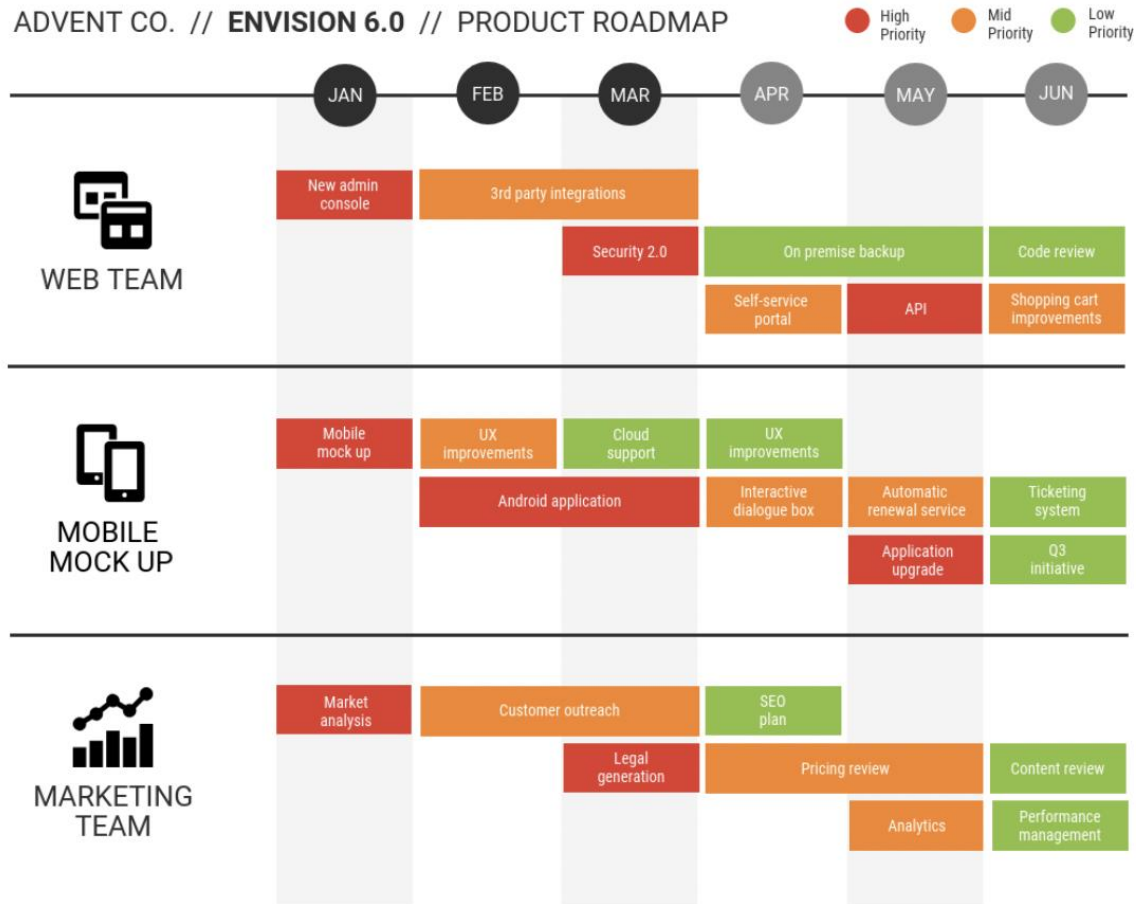 ADVENT CO. // ENVISION 6.0 // PRODUCT ROADMAP
High
Priority
Mid
Priority
Low
Priority
JAN
FEB
MAR
APR
MAY
JUN
WEB TEAM
New admin
console
3rd party integrations
Security 2.0
On premise backup
Code review
Self-service
portal
API
Shopping cart
improvements
MOBILE
MOCK UP
Mobile
mock up
UX
improvements
Cloud
support
UX
improvements
Android application
Interactive
dialogue box
Automatic
renewal service
Ticketing
system
Application
upgrade
Q3
initiative
MARKETING
TEAM
Market
analysis
Customer outreach
SEO
plan
Legal
generation
Pricing review
Content review
Analytics
Performance
management